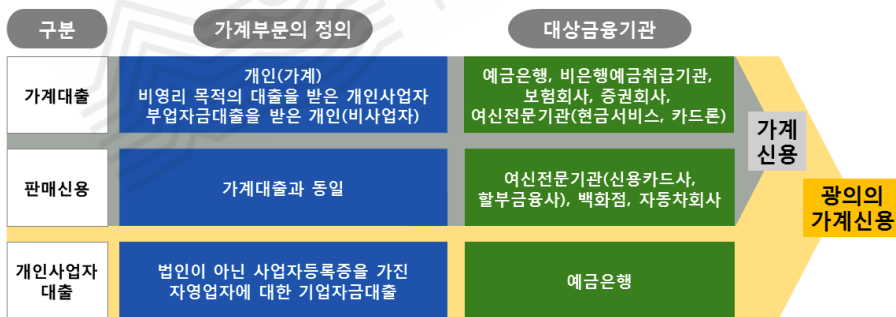 구분
가계부문의 정의
대상금융기관
가계대출
개인(가계)
비영리 목적의 대출을 받은 개인사업자
부업자금대출을 받은 개인(비사업자)
예금은행, 비은행예금취급기관,
보험회사, 증권회사,
여신전문기관(현금서비스, 카드론)
가계
신용
판매신용
가계대출과 동일
여신전문기관(신용카드사,
할부금융사), 백화점, 자동차회사
광의의
가계신용
개인사업자
대출
법인이 아닌 사업자등록증을 가진
자영업자에 대한 기업자금대출
예금은행